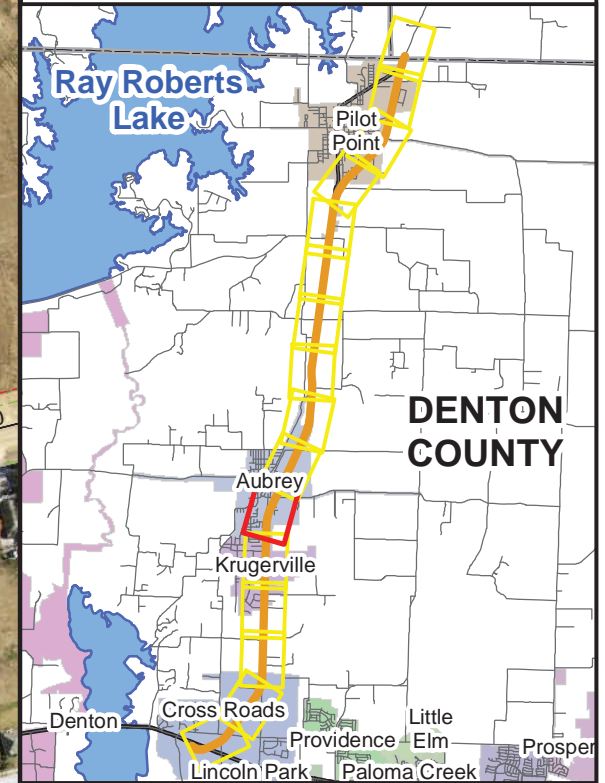 Ray Roberts
Lake
Pilot
Point
DENTON
COUNTY
Aubrey
Krugerville
Cross Roads
Denton
Little
Elm
Providence
Prosper
Lincoln Park
Paloma Creek